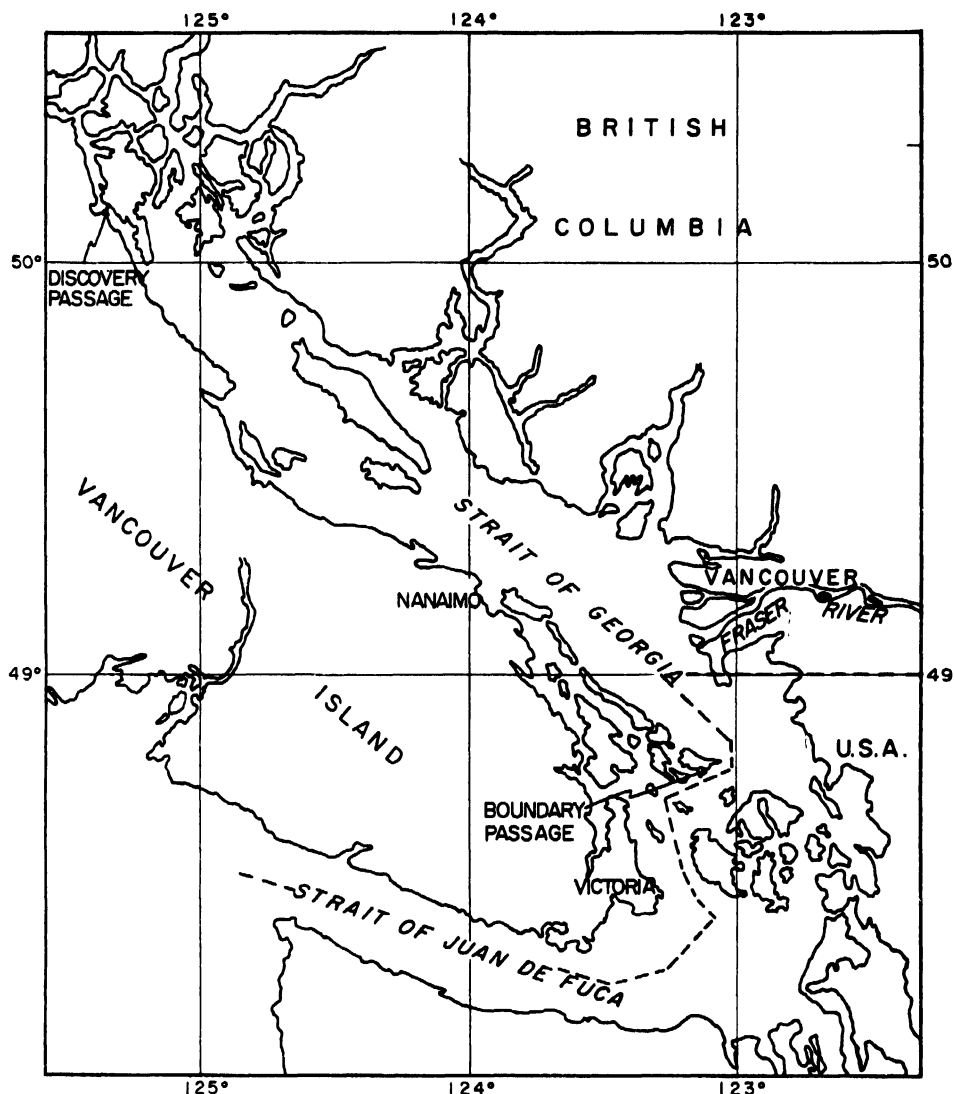 125°
124°
123°
BRITISH
COLUMBIA
50°
50
DISCOVERY
PASSAGE
VANCOUVER
ISLAND
STRAIT OF GEORGIA
NANAIMO
VANCOUVER
FRASER
RIVER
49°
49
U.S.A.
BOUNDARY
PASSAGE
VICTORIA
STRAIT OF JUAN DE FUCA
125°
124°
123°